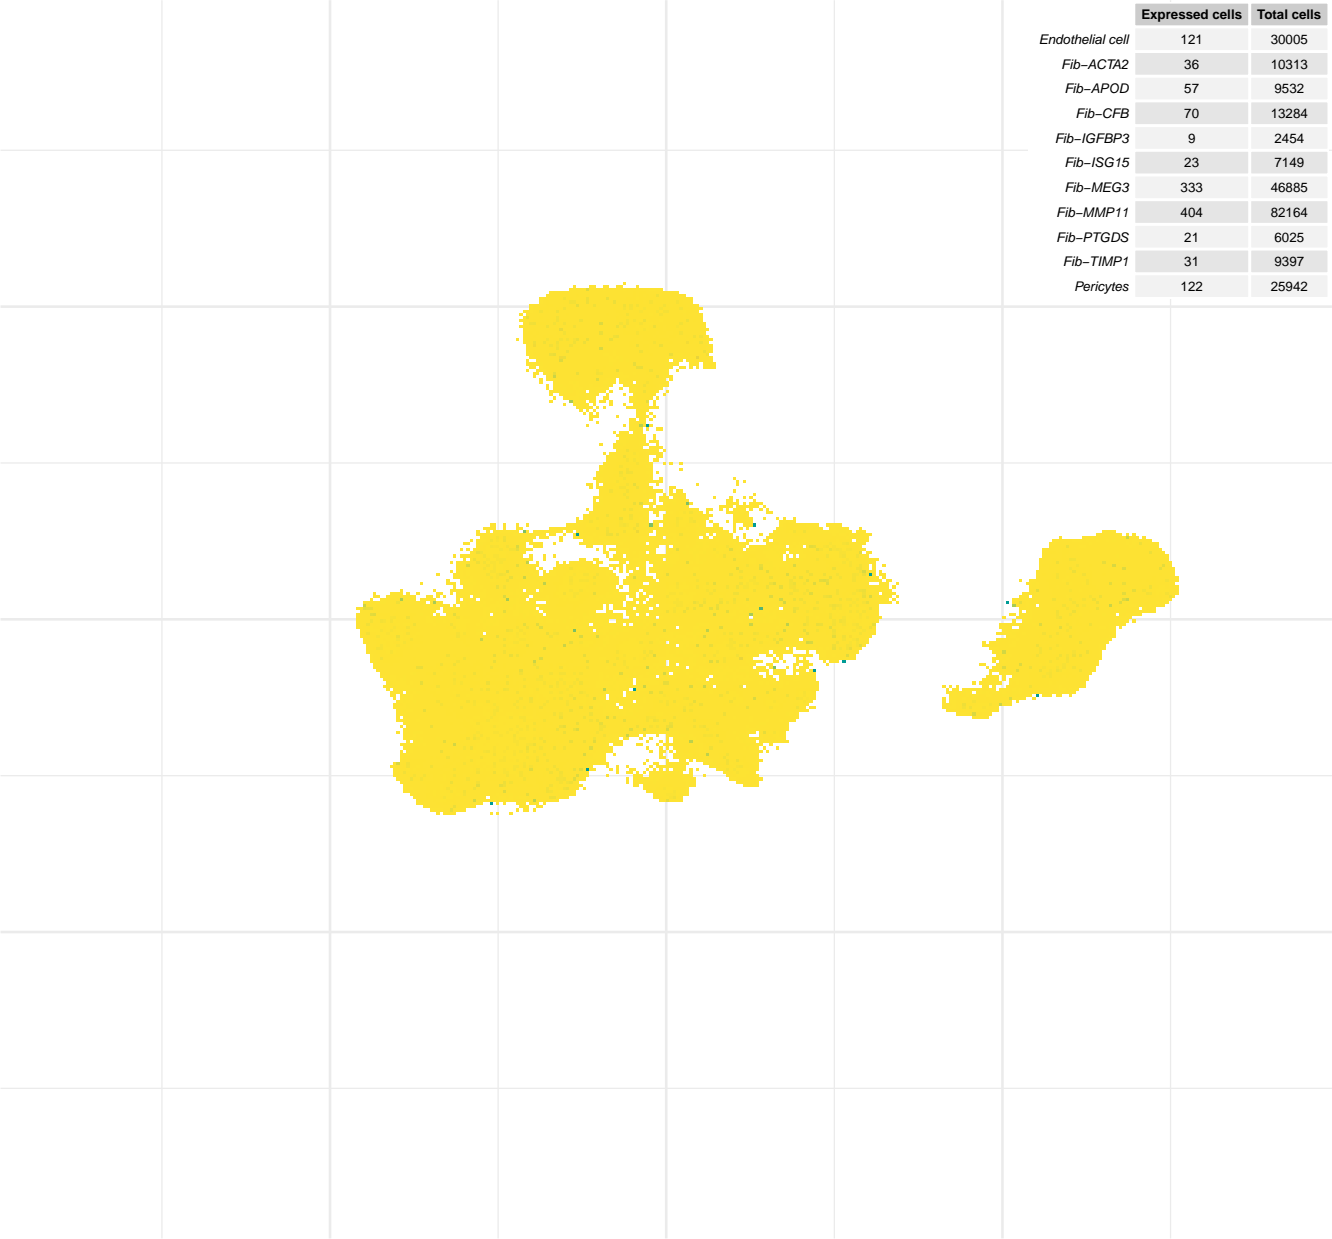 Expressed cells Total cells
Endothelial cell 121 30005
Fib−ACTA2 36 10313
Fib−APOD 57 9532
Fib−CFB 70 13284
Fib−IGFBP3 9 2454
Fib−ISG15 23 7149
Fib−MEG3 333 46885
Fib−MMP11 404 82164
Fib−PTGDS 21 6025
Fib−TIMP1 31 9397
Pericytes 122 25942